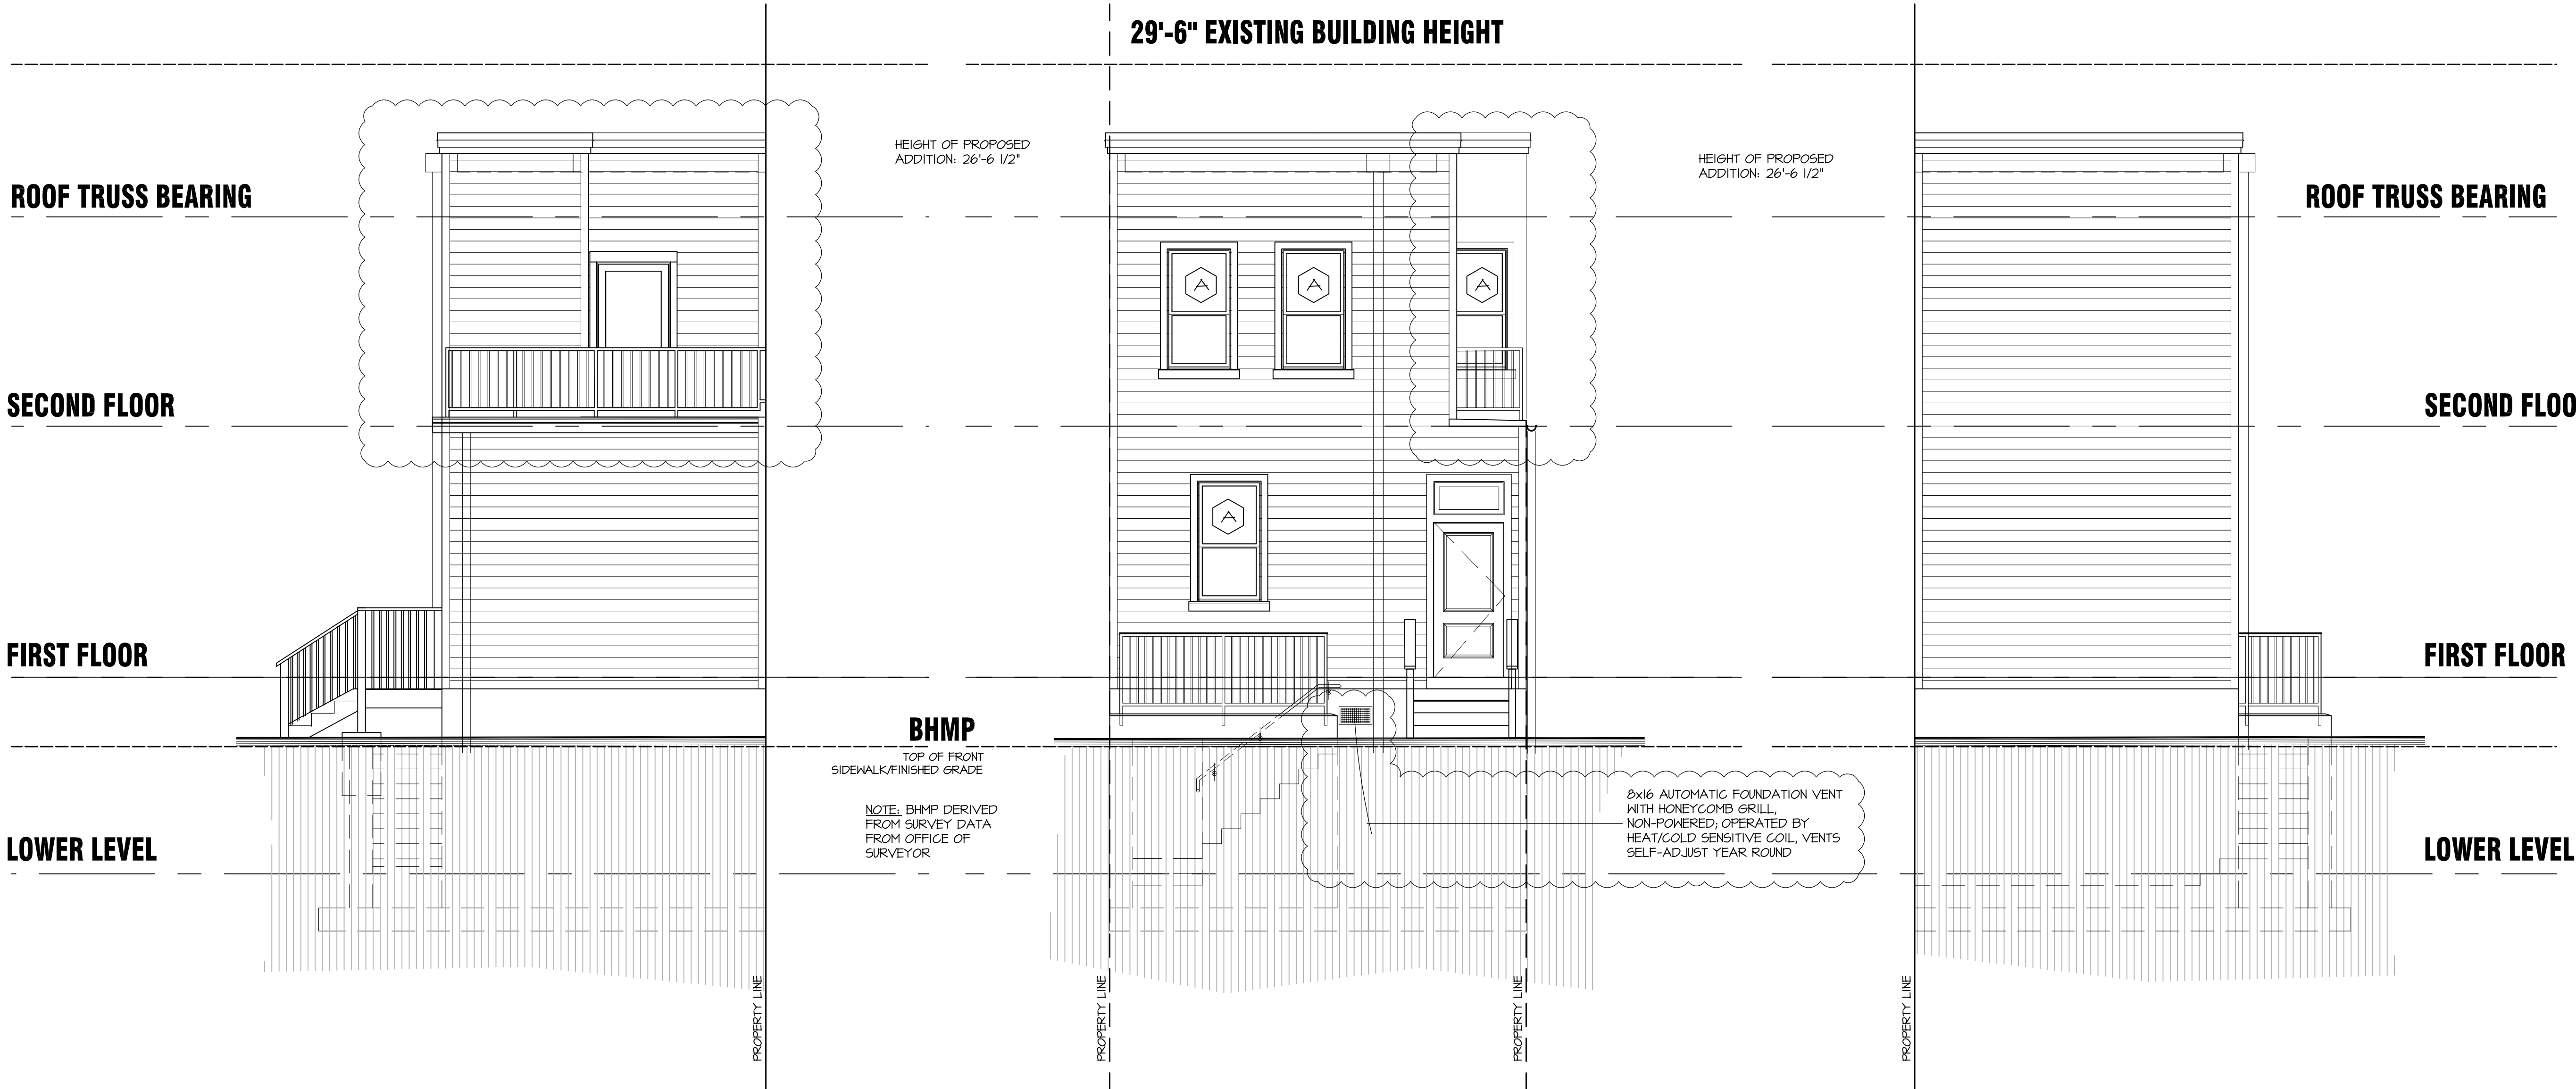 29'-6" EXISTING BUILDING HEIGHT
HEIGHT OF PROPOSED
ADDITION: 26'-6 1/2"
HEIGHT OF PROPOSED
ADDITION: 26'-6 1/2"
ROOF TRUSS BEARING
ROOF TRUSS BEARING
A
A
A
SECOND FLOOR
SECOND FLOO
A
FIRST FLOOR
FIRST FLOOR
BHMP
TOP OF FRONT
SIDEWALK/FINISHED GRADE
NOTE: BHMP DERIVED
FROM SURVEY DATA
FROM OFFICE OF
SURVEYOR
8x16 AUTOMATIC FOUNDATION VENT
WITH HONEYCOMB GRILL,
NON-POWERED; OPERATED BY
HEAT/COLD SENSITIVE COIL, VENTS
SELF-ADJUST YEAR ROUND
LOWER LEVEL
LOWER LEVEL
PROPERTY LINE
PROPERTY LINE
PROPERTY LINE
PROPERTY LINE